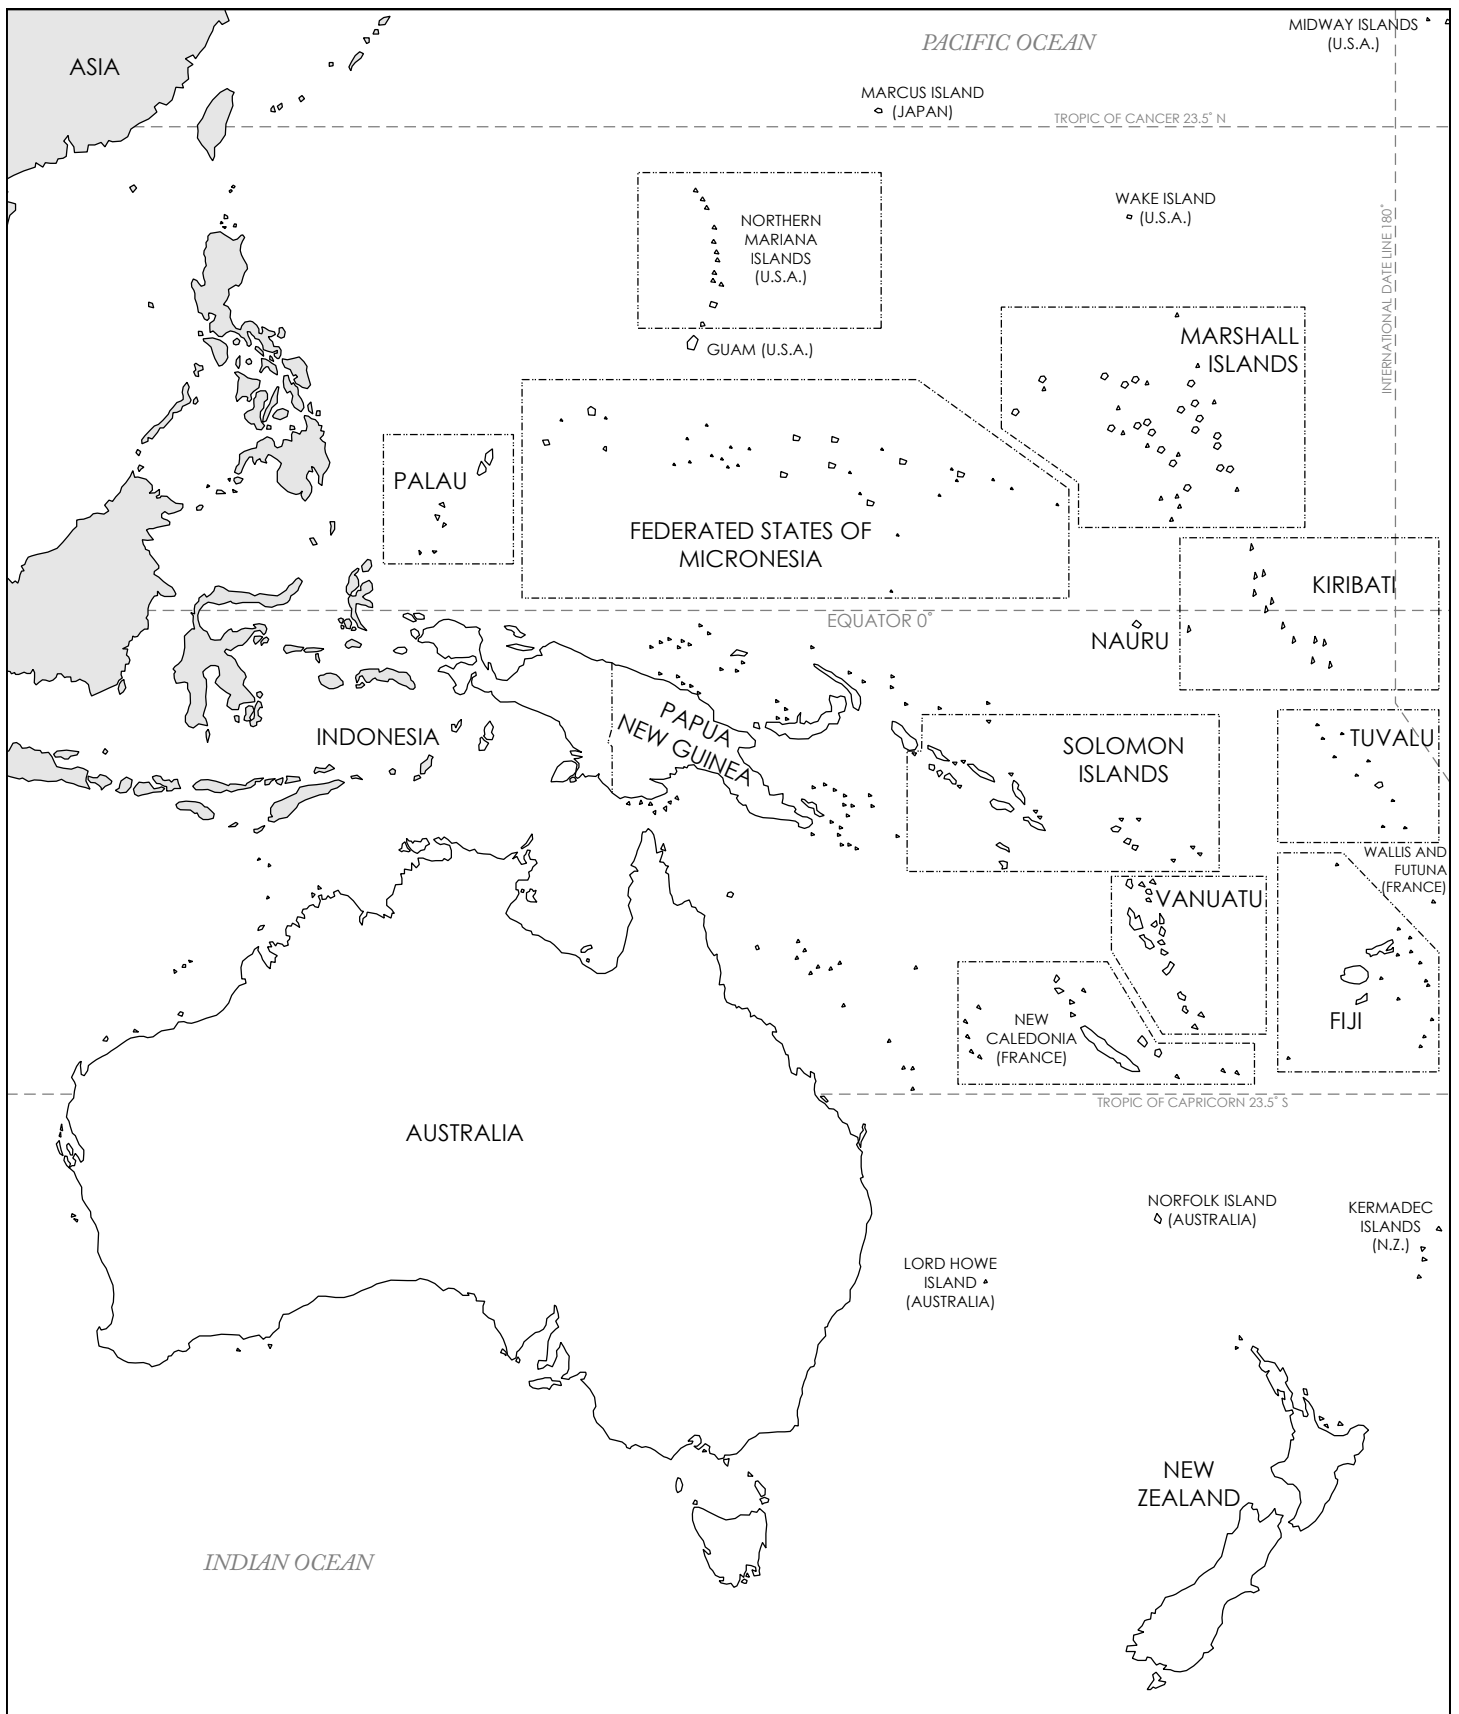 MIDWAY ISLANDS
(U.S.A.)
PACIFIC OCEAN
ASIA
MARCUS ISLAND
(JAPAN)
TROPIC OF CANCER 23.5° N
WAKE ISLAND
(U.S.A.)
NORTHERN
MARIANA
ISLANDS
(U.S.A.)
INTERNATIONAL DATE LINE 180°
MARSHALL
ISLANDS
GUAM (U.S.A.)
PALAU
FEDERATED STATES OF
MICRONESIA
KIRIBATI
EQUATOR 0°
NAURU
INDONESIA
PAPUA
NEW GUINEA
SOLOMON
ISLANDS
TUVALU
WALLIS AND
FUTUNA
(FRANCE)
VANUATU
NEW
CALEDONIA
(FRANCE)
FIJI
TROPIC OF CAPRICORN 23.5° S
AUSTRALIA
NORFOLK ISLAND
(AUSTRALIA)
KERMADEC
ISLANDS
(N.Z.)
LORD HOWE
ISLAND
(AUSTRALIA)
NEW
ZEALAND
INDIAN OCEAN